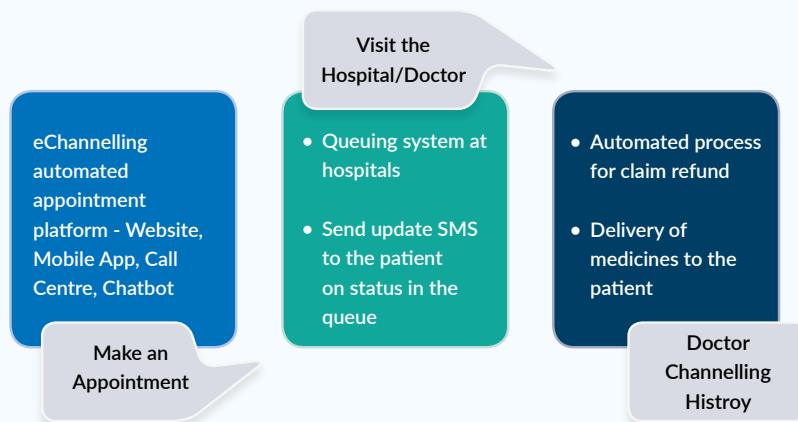 eChannelling
automated
appointment
platform - Website,
Mobile App, Call
Centre, Chatbot
Make an
Appointment
Visit the
Hospital/Doctor
• Queuing system at
hospitals
• Send update SMS
to the patient
on status in the
queue
• Automated process
for claim refund
• Delivery of
medicines to the
patient
Doctor
Channelling
Histroy